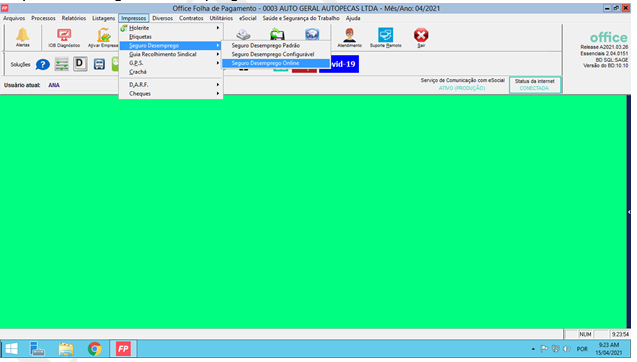 Office Folha de Pagamento - 0003 AUTO GERAL AUTOPECAS LTDA - Mês/Ano: 04/2021
Arquivos Processos Relatórios Listagens Impressos Diversos Contratos Utilitários eSocial Saúde e Segurança do Trabalho Ajuda
Holerite
Etiquetas
Seguro Desemprego
Guia Recolhimento Sindical
G.P.S.
Crachá
D.A.R.F.
Cheques
Seguro Desemprego Padrão
Seguro Desemprego Configurável
Seguro Desemprego Online
Alertas IOB Diagnóstico Ativar Empresa Atendimento Suporte Remoto Sair
office
Release A2021.03.26
Essenciais 2.04.0151
BD SQL:SAGE
Versão do BD:10.10
Soluções
vid-19
Usuário atual: ANA
Serviço de Comunicação com eSocial
ATIVO (PRODUÇÃO)
Status da Internet
CONECTADA
NUM 9:23:54
FP
POR
9:23 AM
15/04/2021